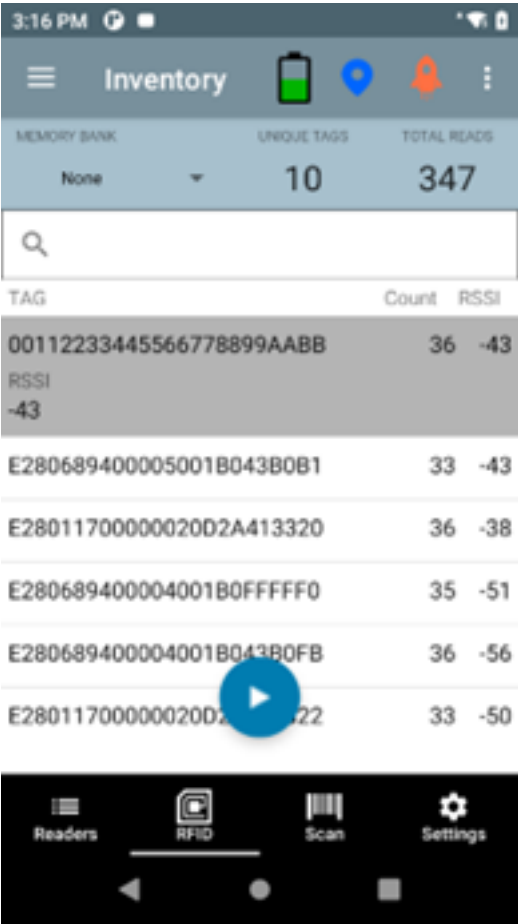 3:16 PM
Inventory
MEMORY BANK UNIQUE TAGS TOTAL READS
None 10 347
TAG Count RSSI
00112233445566778899AABB 36 -43
RSSI
-43
E280689400005001B043B0B1 33 -43
E28011700000020D2A413320 36 -38
E280689400004001B0FFFFF0 35 -51
E280689400004001B043B0FB 36 -56
33 -50
Readers RFID Scan Settings